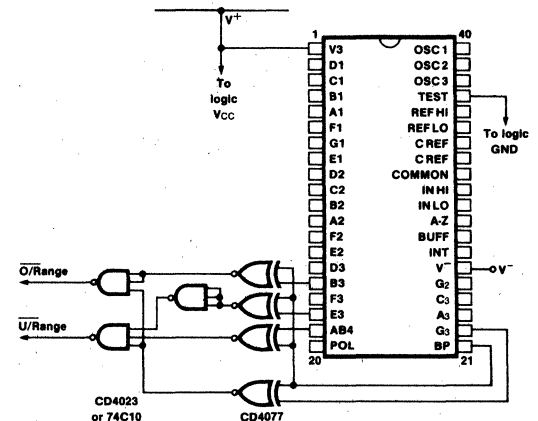 V+
1
40
V3
OSC 1
D1
OSC 2
C1
OSC 3
B1
TEST
A1
REF HI
F1
REF LO
G1
C REF
E1
C REF
D2
COMMON
C2
IN HI
B2
IN LO
A2
A-Z
F2
BUFF
E2
INT
D3
V-
B3
G2
F3
C3
E3
A3
AB4
G3
POL
BP
20
21
To
logic
VCC
To logic
GND
V-
O/Range
U/Range
CD4023
or 74C10
CD4077